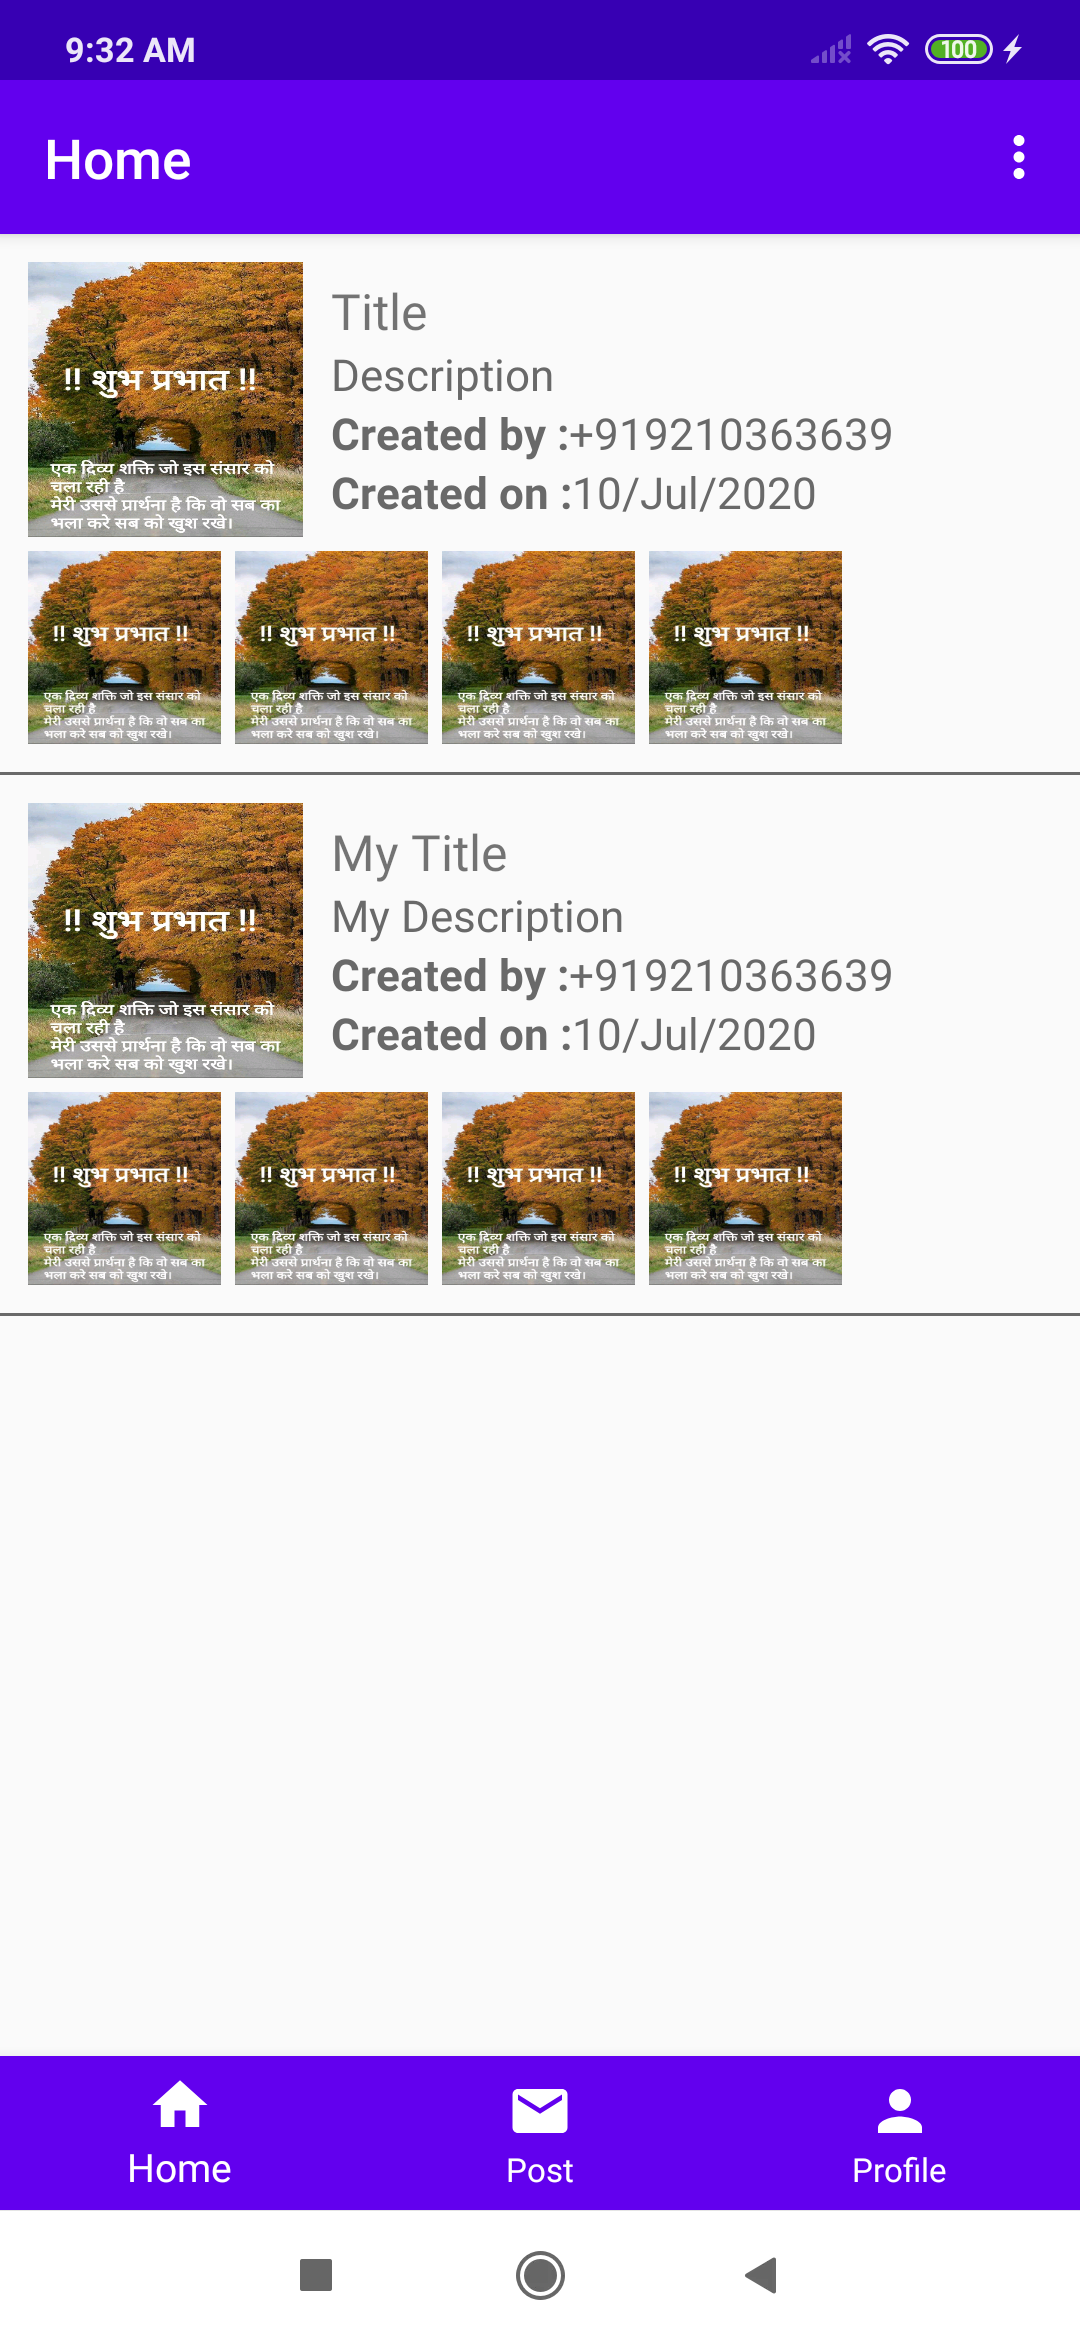 9:32 AM
100
Home
!! शुभ प्रभात !!
एक दिव्य शक्ति जो इस संसार को
चला रही है
मेरी उससे प्रार्थना है कि वो सब का
भला करे सब को खुश रखे।
Title
Description
Created by :+919210363639
Created on :10/Jul/2020
!! शुभ प्रभात !!
एक दिव्य शक्ति जो इस संसार को
चला रही है
मेरी उससे प्रार्थना है कि वो सब का
भला करे सब को खुश रखे।
!! शुभ प्रभात !!
एक दिव्य शक्ति जो इस संसार को
चला रही है
मेरी उससे प्रार्थना है कि वो सब का
भला करे सब को खुश रखे।
!! शुभ प्रभात !!
एक दिव्य शक्ति जो इस संसार को
चला रही है
मेरी उससे प्रार्थना है कि वो सब का
भला करे सब को खुश रखे।
!! शुभ प्रभात !!
एक दिव्य शक्ति जो इस संसार को
चला रही है
मेरी उससे प्रार्थना है कि वो सब का
भला करे सब को खुश रखे।
!! शुभ प्रभात !!
एक दिव्य शक्ति जो इस संसार को
चला रही है
मेरी उससे प्रार्थना है कि वो सब का
भला करे सब को खुश रखे।
My Title
My Description
Created by :+919210363639
Created on :10/Jul/2020
!! शुभ प्रभात !!
एक दिव्य शक्ति जो इस संसार को
चला रही है
मेरी उससे प्रार्थना है कि वो सब का
भला करे सब को खुश रखे।
!! शुभ प्रभात !!
एक दिव्य शक्ति जो इस संसार को
चला रही है
मेरी उससे प्रार्थना है कि वो सब का
भला करे सब को खुश रखे।
!! शुभ प्रभात !!
एक दिव्य शक्ति जो इस संसार को
चला रही है
मेरी उससे प्रार्थना है कि वो सब का
भला करे सब को खुश रखे।
!! शुभ प्रभात !!
एक दिव्य शक्ति जो इस संसार को
चला रही है
मेरी उससे प्रार्थना है कि वो सब का
भला करे सब को खुश रखे।
Home
Post
Profile